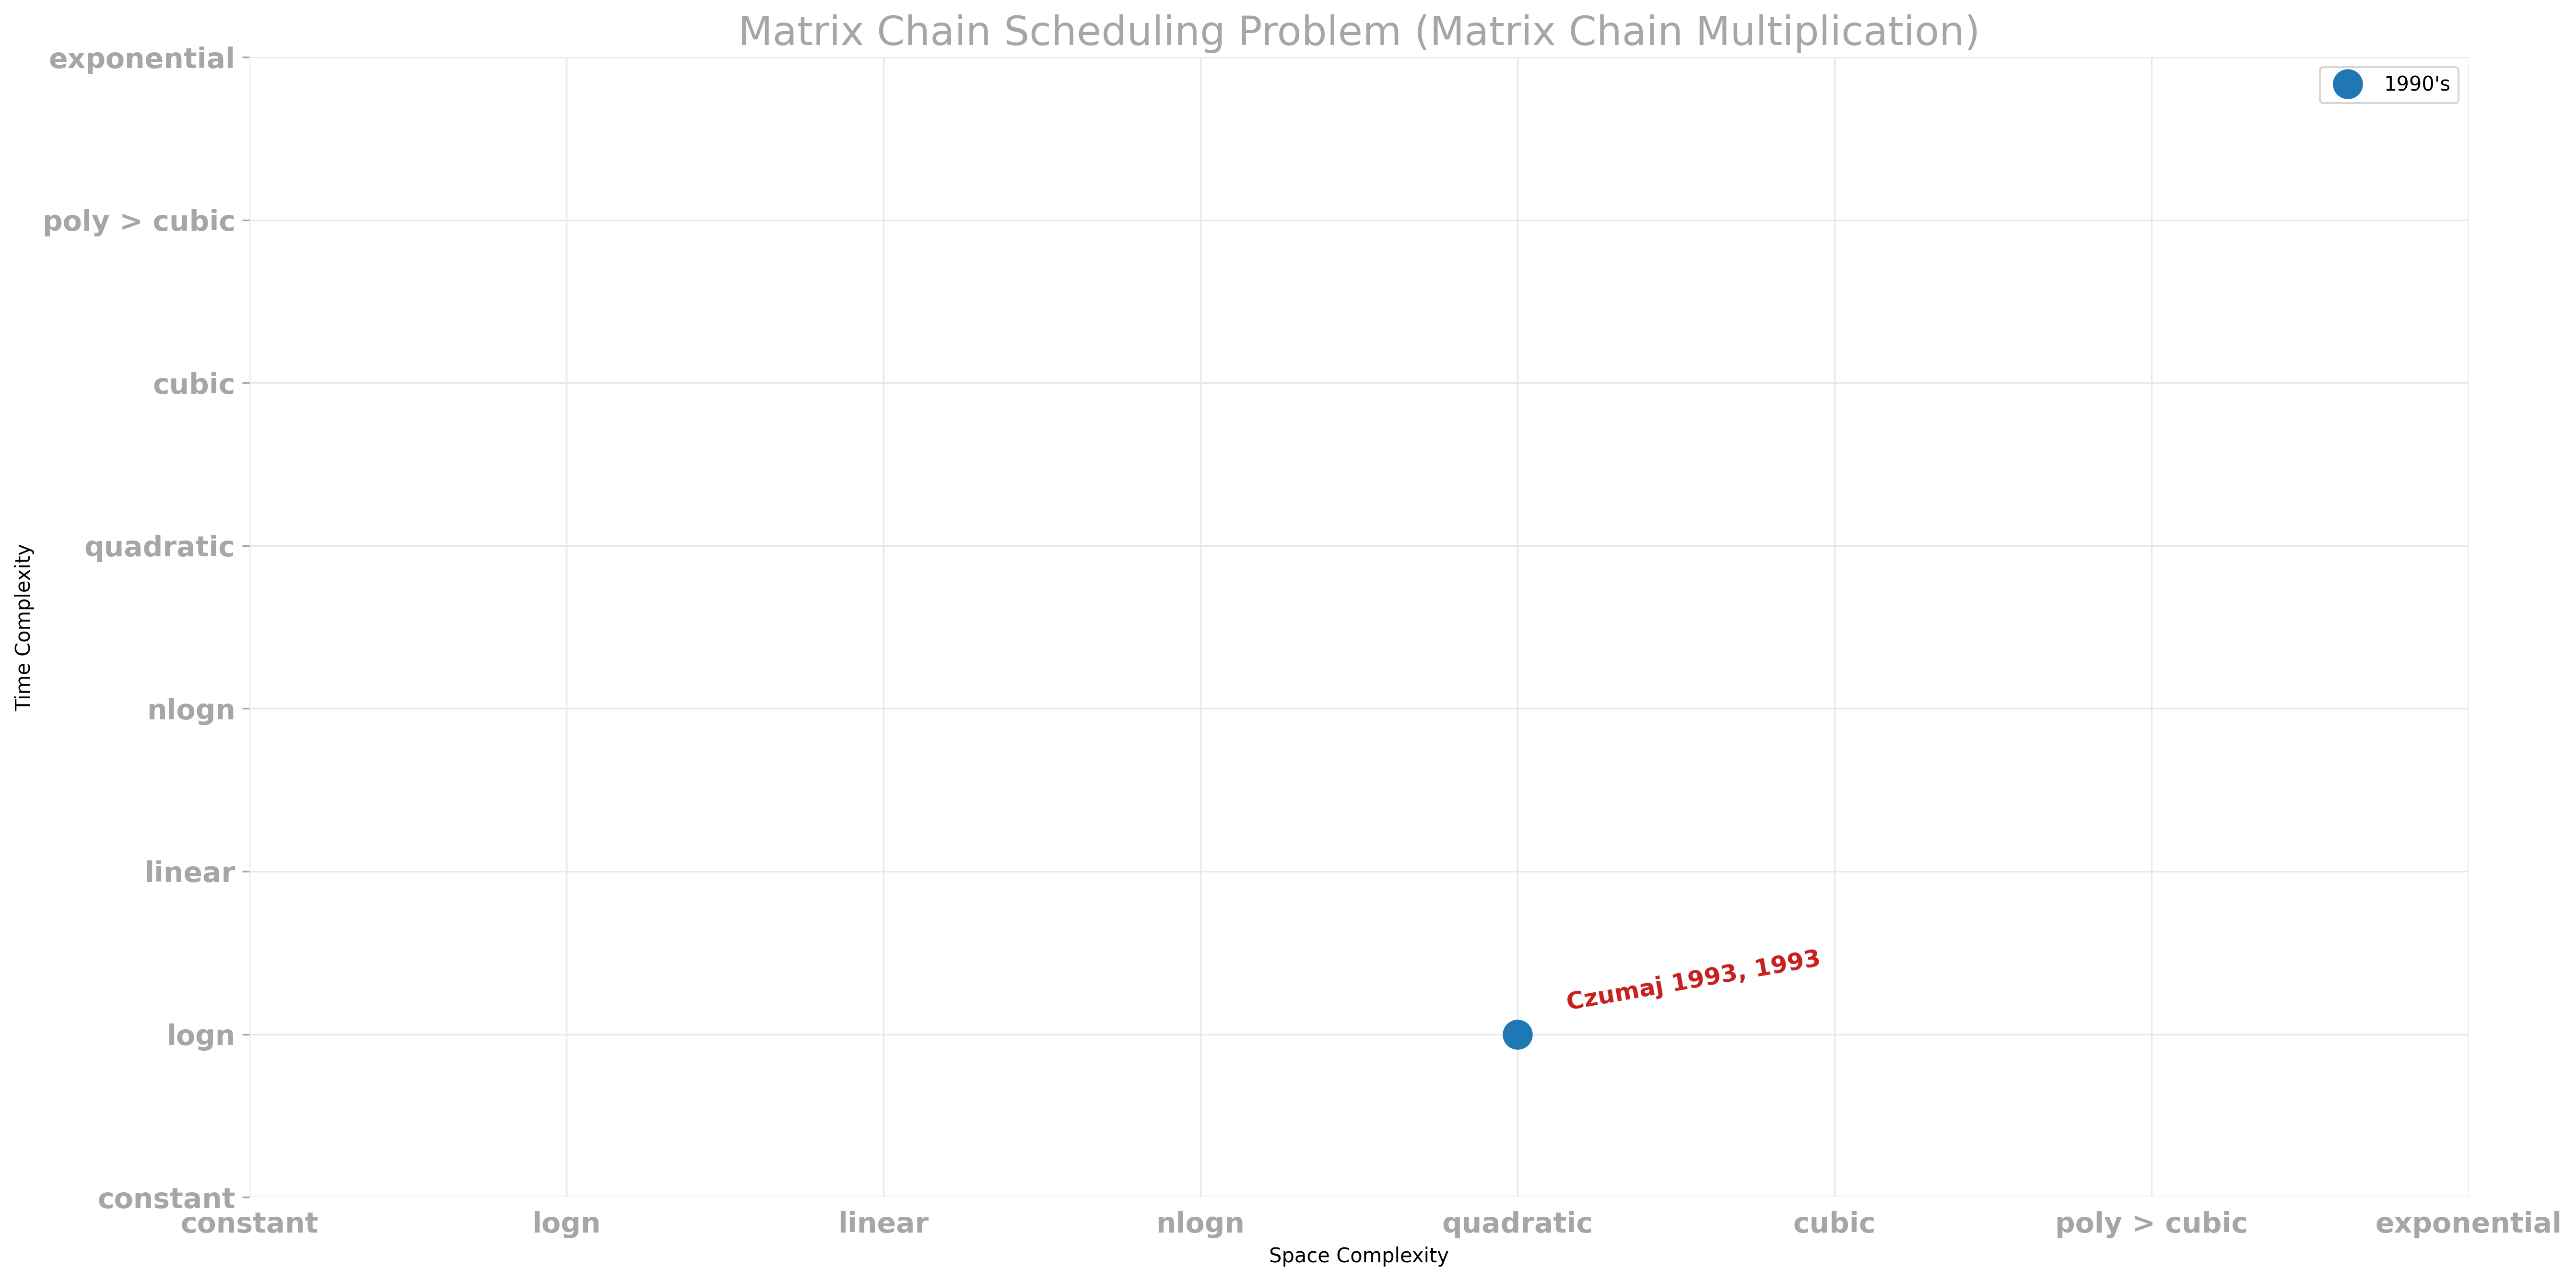 Matrix Chain Scheduling Problem (Matrix Chain Multiplication)
1990's
exponential
poly > cubic
cubic
quadratic
nlogn
linear
logn
constant
Time Complexity
Czumaj 1993, 1993
constant
logn
linear
nlogn
quadratic
cubic
poly > cubic
exponential
Space Complexity